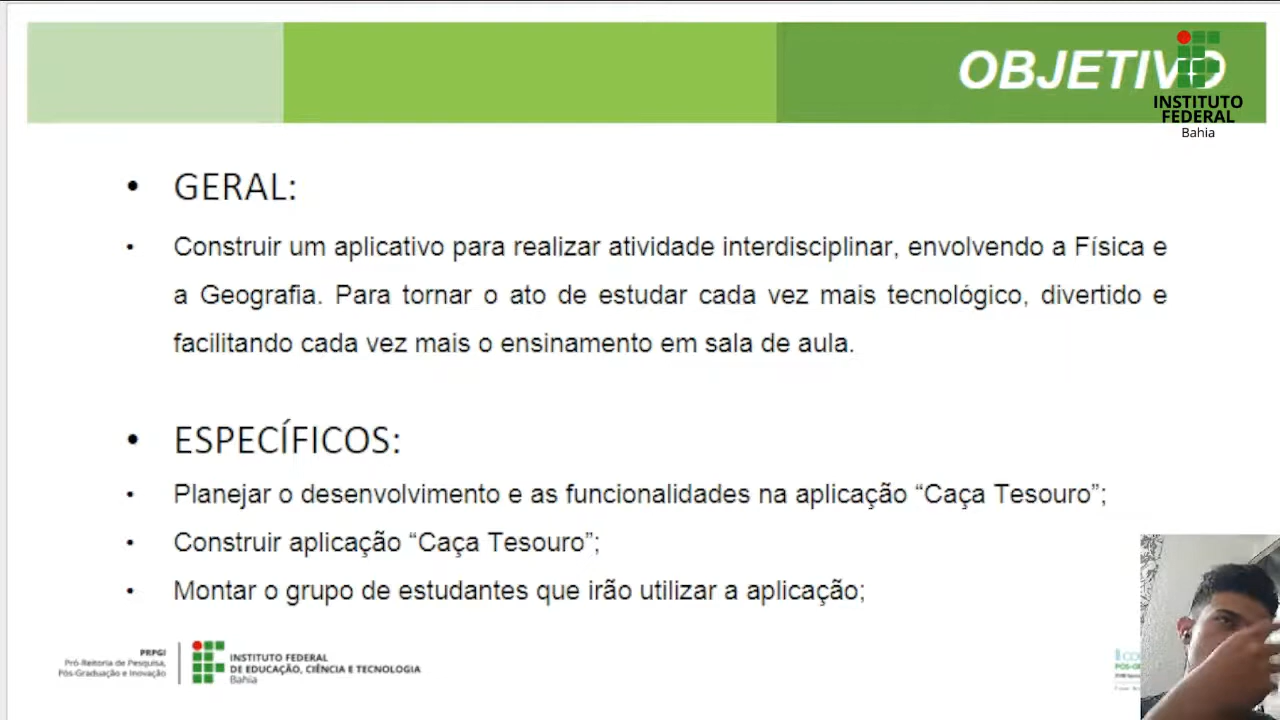 OBJETIVO
INSTITUTO
FEDERAL
Bahia
• GERAL:
• Construir um aplicativo para realizar atividade interdisciplinar, envolvendo a Física e
a Geografia. Para tornar o ato de estudar cada vez mais tecnológico, divertido e
facilitando cada vez mais o ensinamento em sala de aula.
• ESPECÍFICOS:
• Planejar o desenvolvimento e as funcionalidades na aplicação “Caça Tesouro”;
• Construir aplicação “Caça Tesouro”;
• Montar o grupo de estudantes que irão utilizar a aplicação;
PRPGI
Pró-Reitoria de Pesquisa,
Pós-Graduação e Inovação
INSTITUTO FEDERAL
DE EDUCAÇÃO, CIÊNCIA E TECNOLOGIA
Bahia